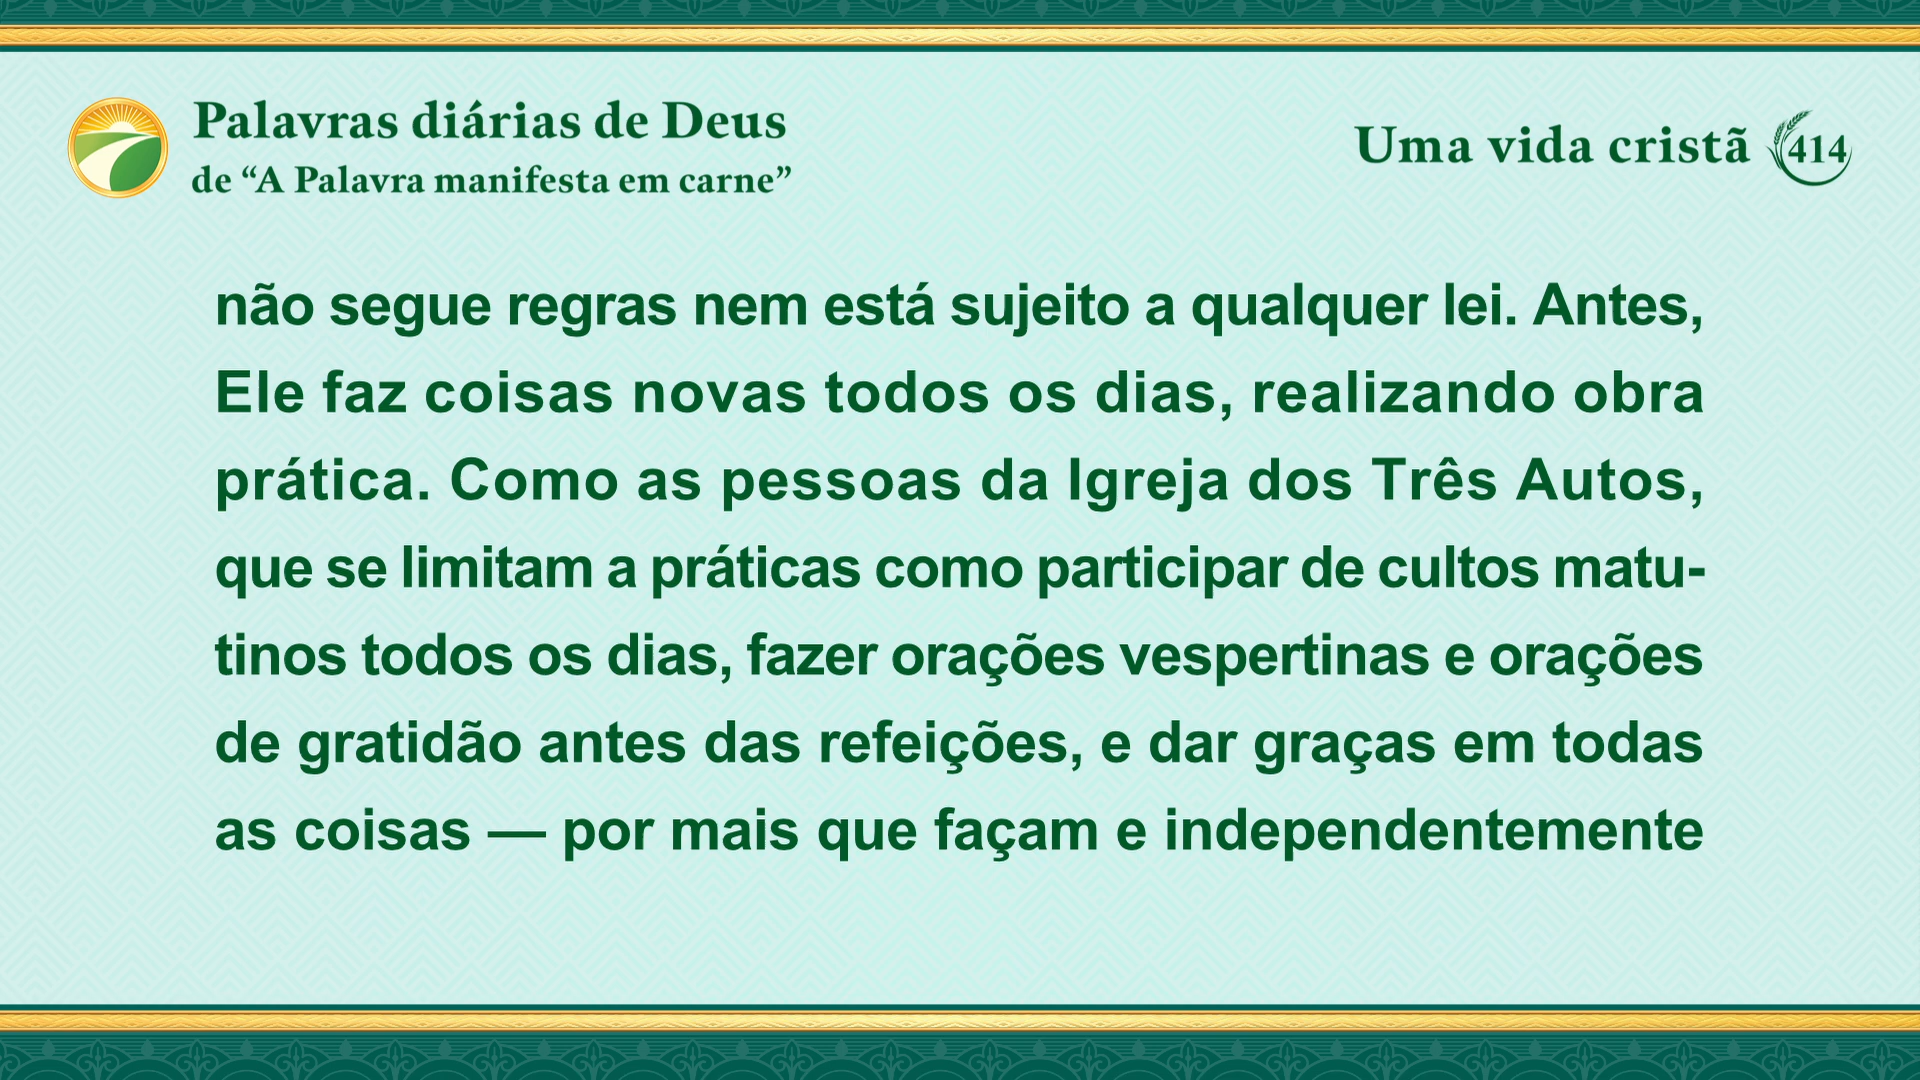 Palavras diárias de Deus
de “A Palavra manifesta em carne”
Uma vida cristã 414
não segue regras nem está sujeito a qualquer lei. Antes,
Ele faz coisas novas todos os dias, realizando obra
prática. Como as pessoas da Igreja dos Três Autos,
que se limitam a práticas como participar de cultos matu-
tinos todos os dias, fazer orações vespertinas e orações
de gratidão antes das refeições, e dar graças em todas
as coisas — por mais que façam e independentemente